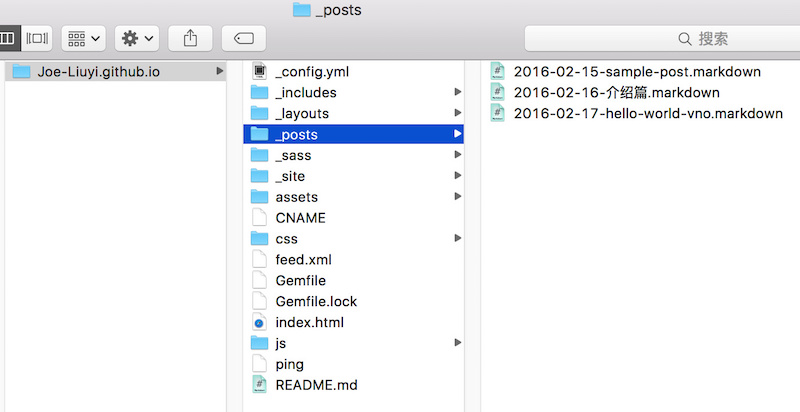 _posts
搜索
Joe-Liuyi.github.io
_config.yml
_includes
_layouts
_posts
_sass
_site
assets
CNAME
css
feed.xml
Gemfile
Gemfile.lock
index.html
js
ping
README.md
2016-02-15-sample-post.markdown
2016-02-16-介绍篇.markdown
2016-02-17-hello-world-vno.markdown